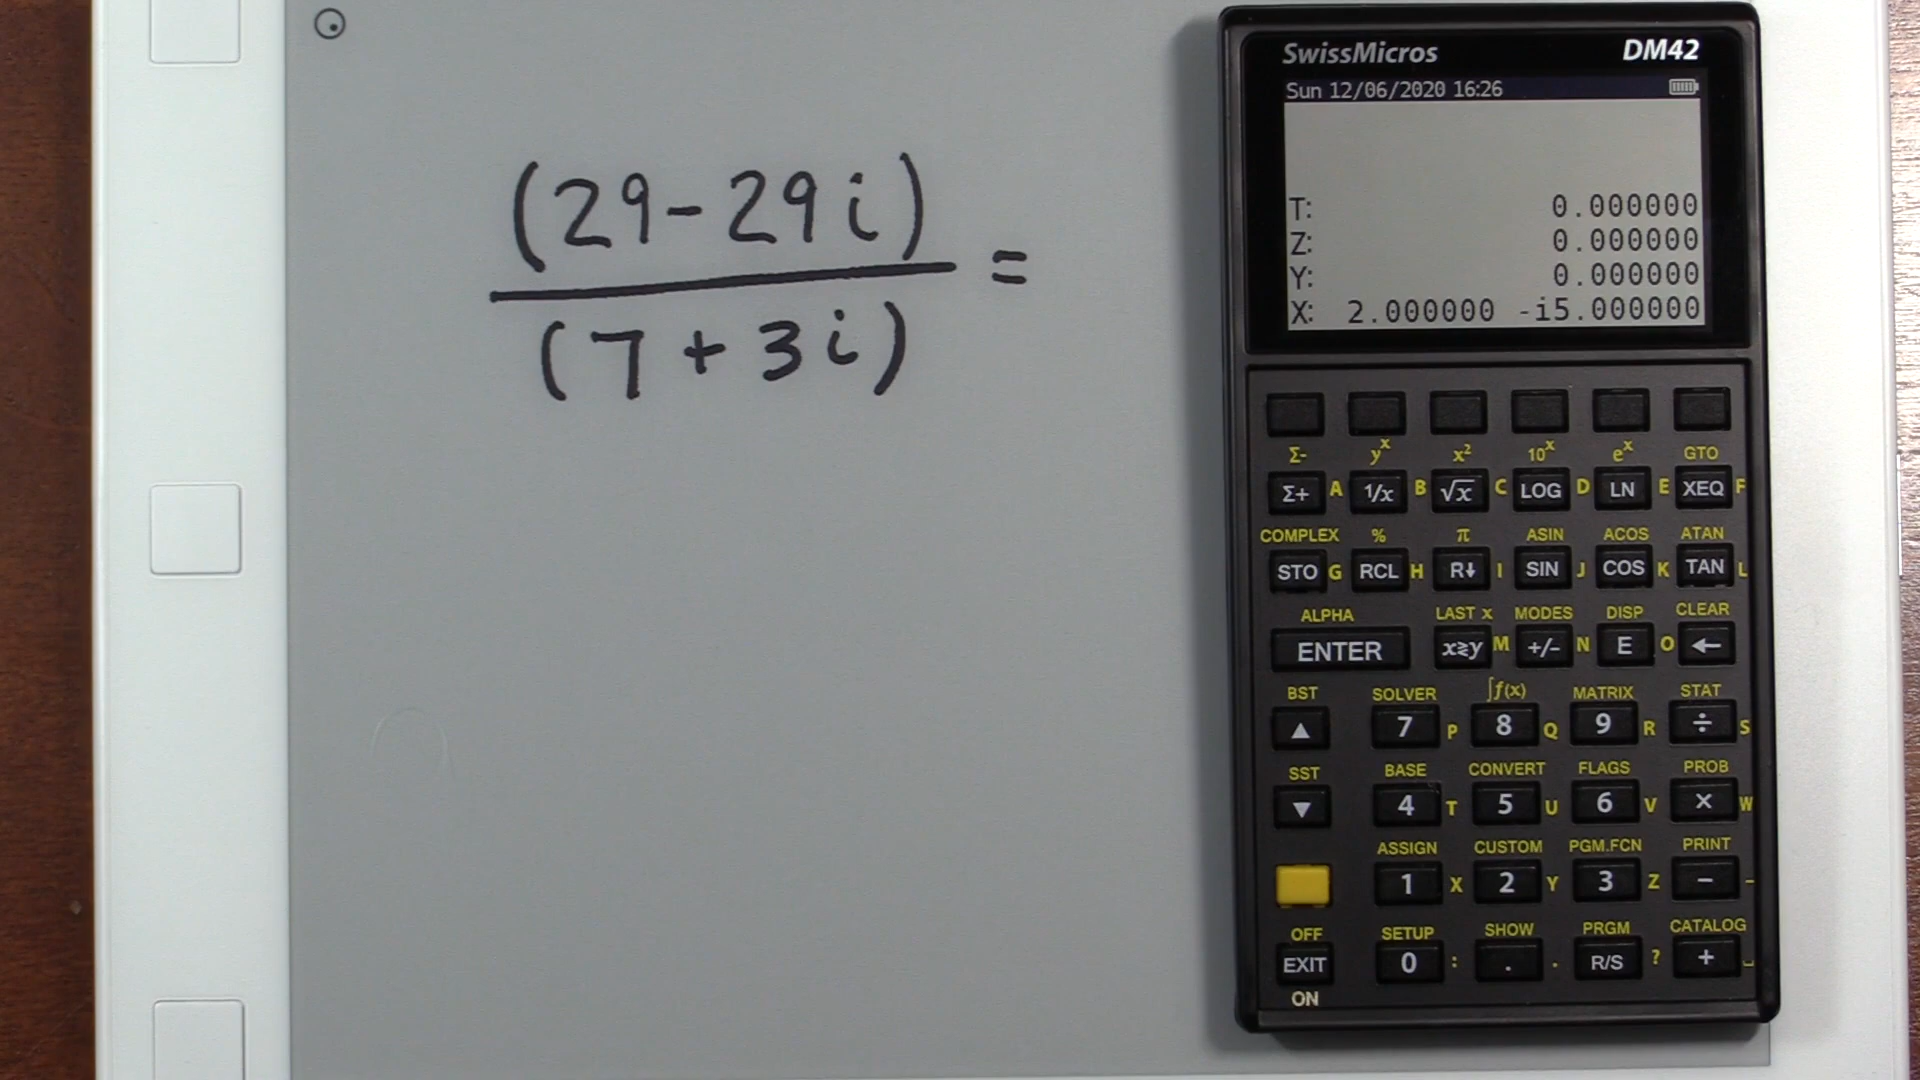 (29-29i)
=
(7+3i)
SwissMicros DM42
Sun 12/06/2020 16:26
T: 0.000000
Z: 0.000000
Y: 0.000000
X: 2.000000 -i5.000000
Σ- yˣ x² 10ˣ eˣ GTO
Σ+ A 1/x B √x C LOG D LN E XEQ F
COMPLEX % π ASIN ACOS ATAN
STO G RCL H R↓ I SIN J COS K TAN L
ALPHA LAST x MODES DISP CLEAR
ENTER x≷y M +/- N E O ←
BST SOLVER ∫f(x) MATRIX STAT
▲ 7 P 8 Q 9 R ÷ S
SST BASE CONVERT FLAGS PROB
▼ 4 T 5 U 6 V × W
ASSIGN CUSTOM PGM.FCN PRINT
1 X 2 Y 3 Z − -
OFF SETUP SHOW PRGM CATALOG
EXIT 0 : . . R/S ? + ␣
ON